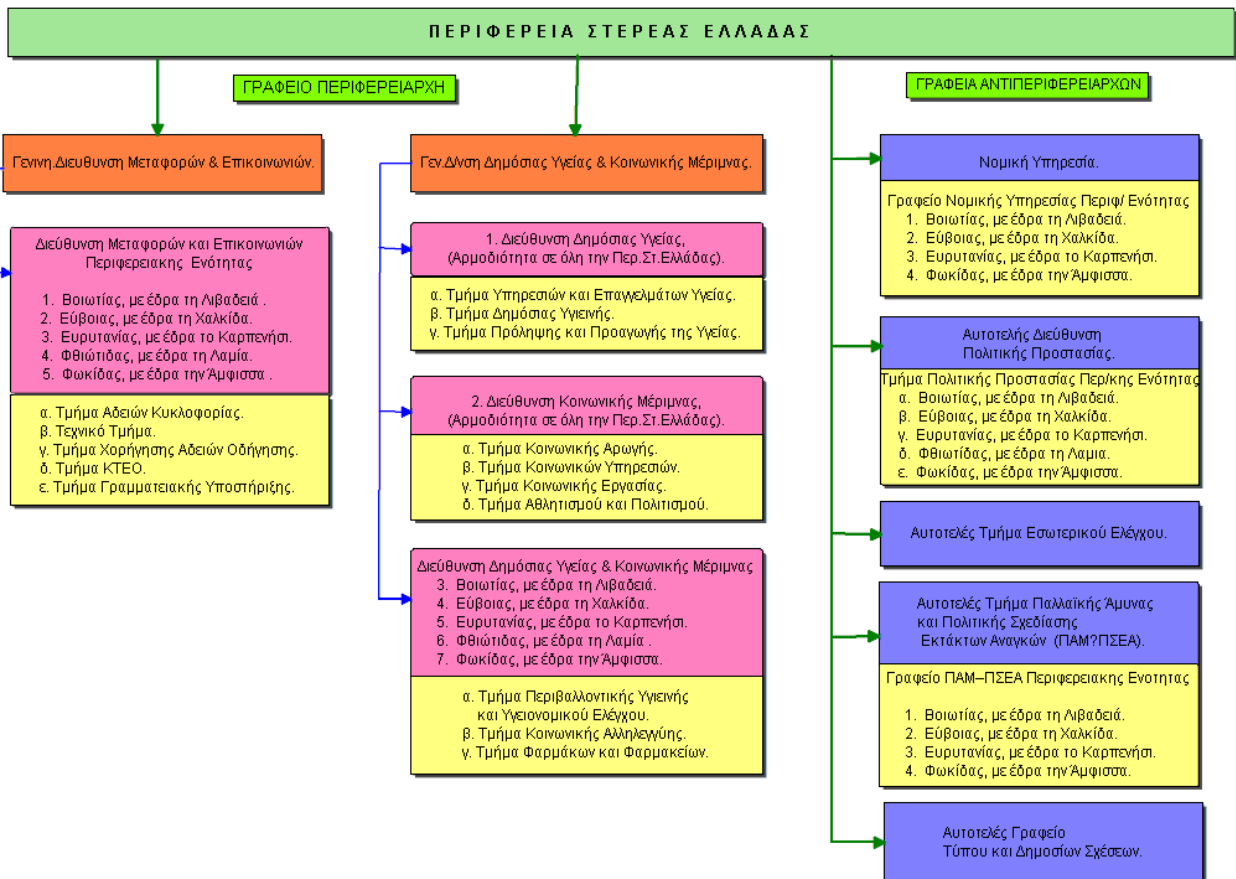 ΠΕΡΙΦΕΡΕΙΑ ΣΤΕΡΕΑΣ ΕΛΛΑΔΑΣ
ΓΡΑΦΕΙΟ ΠΕΡΙΦΕΡΕΙΑΡΧΗ
ΓΡΑΦΕΙΑ ΑΝΤΙΠΕΡΙΦΕΡΕΙΑΡΧΩΝ
Γενινη.Διευθυνση Μεταφορών & Επικοινωνιών.
Διεύθυνση Μεταφορών και Επικοινωνιών
Περιφερειακης Ενότητας
1. Βοιωτίας, με έδρα τη Λιβαδειά .
2. Εύβοιας, με έδρα τη Χαλκίδα.
3. Ευρυτανίας, με έδρα το Καρπενήσι.
4. Φθιώτιδας, με έδρα τη Λαμία.
5. Φωκίδας, με έδρα την Άμφισσα .
α. Τμήμα Αδειών Κυκλοφορίας.
β. Τεχνικό Τμήμα.
γ. Τμήμα Χορήγησης Αδειών Οδήγησης.
δ. Τμήμα ΚΤΕΟ.
ε. Τμήμα Γραμματειακής Υποστήριξης.
Γεν.Δ/νση Δημόσιας Υγείας & Κοινωνικής Μέριμνας.
1. Διεύθυνση Δημόσιας Υγείας,
(Αρμοδιότητα σε όλη την Περ.Στ.Ελλάδας).
α. Τμήμα Υπηρεσιών και Επαγγελμάτων Υγείας.
β. Τμήμα Δημόσιας Υγιεινής.
γ. Τμήμα Πρόληψης και Προαγωγής της Υγείας.
2. Διεύθυνση Κοινωνικής Μέριμνας,
(Αρμοδιότητα σε όλη την Περ.Στ.Ελλάδας).
α. Τμήμα Κοινωνικής Αρωγής.
β. Τμήμα Κοινωνικών Υπηρεσιών.
γ. Τμήμα Κοινωνικής Εργασίας.
δ. Τμήμα Αθλητισμού και Πολιτισμού.
Διεύθυνση Δημόσιας Υγείας & Κοινωνικής Μέριμνας
3. Βοιωτίας, με έδρα τη Λιβαδειά.
4. Εύβοιας, με έδρα τη Χαλκίδα.
5. Ευρυτανίας, με έδρα το Καρπενήσι.
6. Φθιώτιδας, με έδρα τη Λαμία .
7. Φωκίδας, με έδρα την Άμφισσα.
α. Τμήμα Περιβαλλοντικής Υγιεινής
και Υγειονομικού Ελέγχου.
β. Τμήμα Κοινωνικής Αλληλεγγύης.
γ. Τμήμα Φαρμάκων και Φαρμακείων.
Νομική Υπηρεσία.
Γραφείο Νομικής Υπηρεσίας Περιφ/ Ενότητας
1. Βοιωτίας, με έδρα τη Λιβαδειά.
2. Εύβοιας, με έδρα τη Χαλκίδα.
3. Ευρυτανίας, με έδρα το Καρπενήσι.
4. Φωκίδας, με έδρα την Άμφισσα.
Αυτοτελής Διεύθυνση
Πολιτικής Προστασίας.
Τμήμα Πολιτικής Προστασίας Περ/κης Ενότητας
α. Βοιωτίας, με έδρα τη Λιβαδειά.
β. Εύβοιας, με έδρα τη Χαλκίδα.
γ. Ευρυτανίας, με έδρα το Καρπενήσι.
δ. Φθιωτίδας, με έδρα τη Λαμια.
ε. Φωκίδας, με έδρα την Άμφισσα.
Αυτοτελές Τμήμα Εσωτερικού Ελέγχου.
Αυτοτελές Τμήμα Παλλαϊκής Άμυνας
και Πολιτικής Σχεδίασης
Εκτάκτων Αναγκών (ΠΑΜ?ΠΣΕΑ).
Γραφείο ΠΑΜ–ΠΣΕΑ Περιφερειακης Ενοτητας
1. Βοιωτίας, με έδρα τη Λιβαδειά.
2. Εύβοιας, με έδρα τη Χαλκίδα.
3. Ευρυτανίας, με έδρα το Καρπενήσι.
4. Φωκίδας, με έδρα την Άμφισσα.
Αυτοτελές Γραφείο
Τύπου και Δημοσίων Σχέσεων.